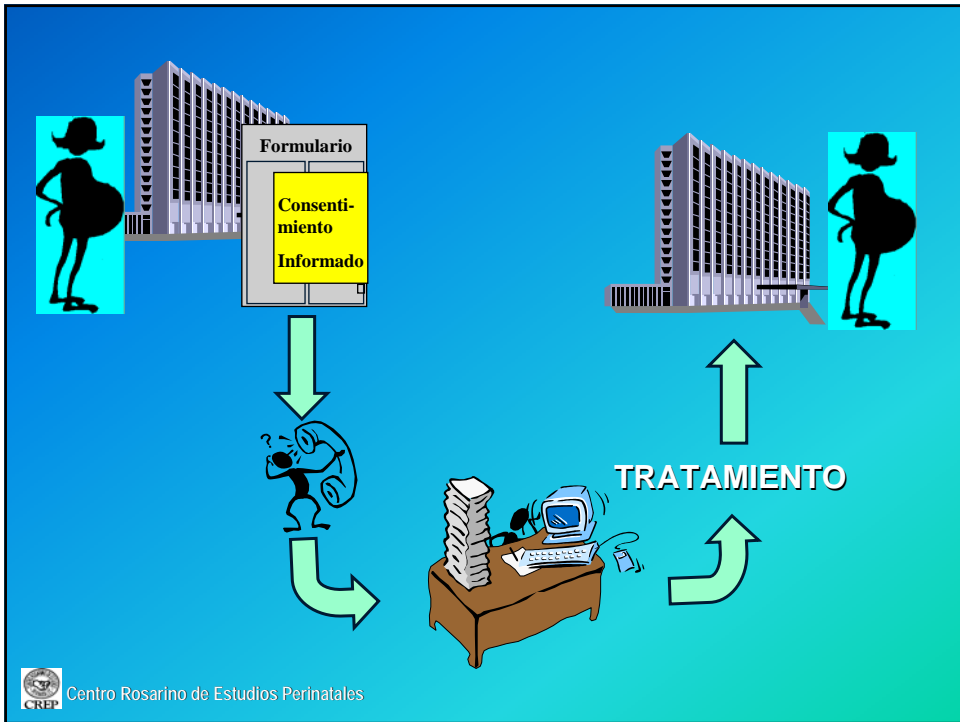 Formulario
Consenti-
miento
Informado
?
TRATAMIENTO
CREP
Centro Rosarino de Estudios Perinatales